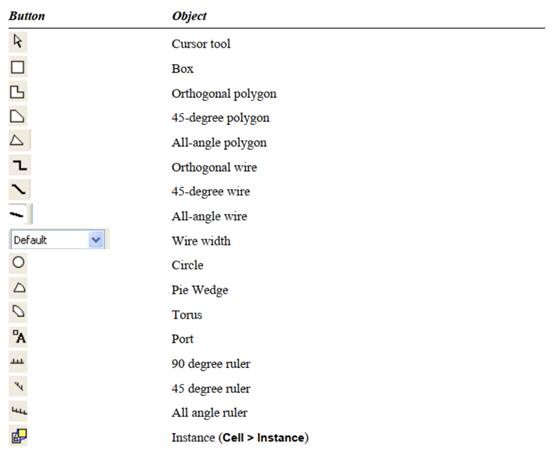 Button Object
Cursor tool
Box
Orthogonal polygon
45-degree polygon
All-angle polygon
Orthogonal wire
45-degree wire
All-angle wire
Default Wire width
Circle
Pie Wedge
Torus
A Port
90 degree ruler
45 degree ruler
All angle ruler
Instance (Cell > Instance)